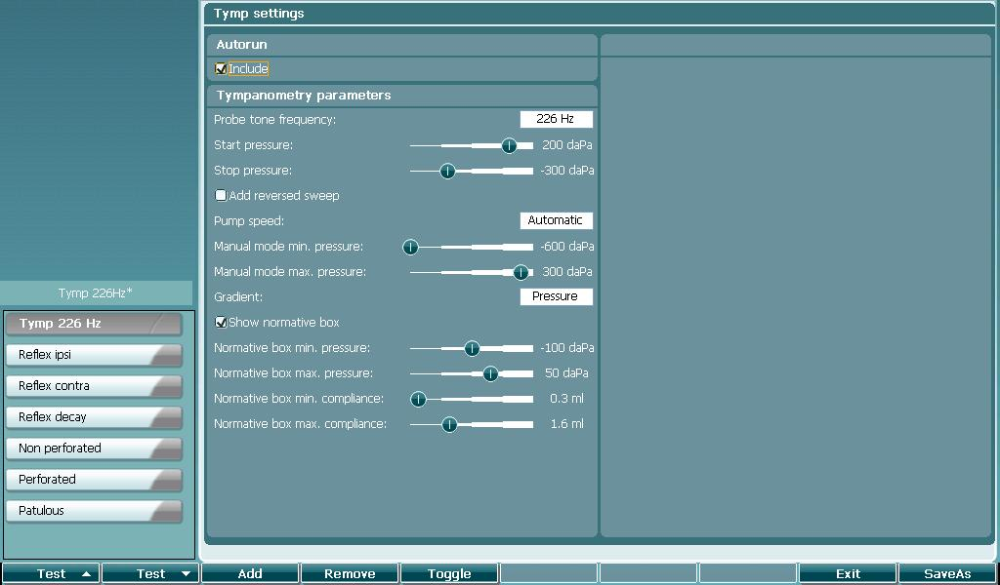 Tymp settings
Autorun
Include
Tympanometry parameters
Probe tone frequency: 226 Hz
Start pressure: 200 daPa
Stop pressure: -300 daPa
Add reversed sweep
Pump speed: Automatic
Manual mode min. pressure: -600 daPa
Manual mode max. pressure: 300 daPa
Gradient: Pressure
Show normative box
Normative box min. pressure: -100 daPa
Normative box max. pressure: 50 daPa
Normative box min. compliance: 0.3 ml
Normative box max. compliance: 1.6 ml
Tymp 226Hz*
Tymp 226 Hz
Reflex ipsi
Reflex contra
Reflex decay
Non perforated
Perforated
Patulous
Test Test Add Remove Toggle Exit SaveAs